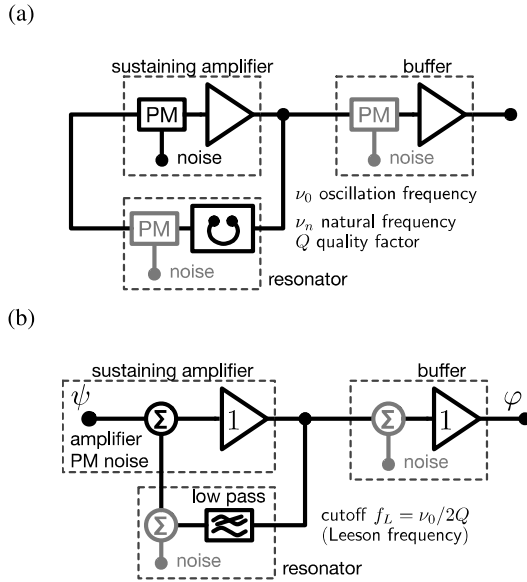 (a)
sustaining amplifier
buffer
PM
PM
noise
noise
ν₀ oscillation frequency
νₙ natural frequency
Q quality factor
PM
noise
resonator
(b)
sustaining amplifier
buffer
ψ
φ
Σ
1
Σ
1
amplifier
PM noise
noise
low pass
Σ
cutoff f_L = ν₀/2Q
(Leeson frequency)
noise
resonator